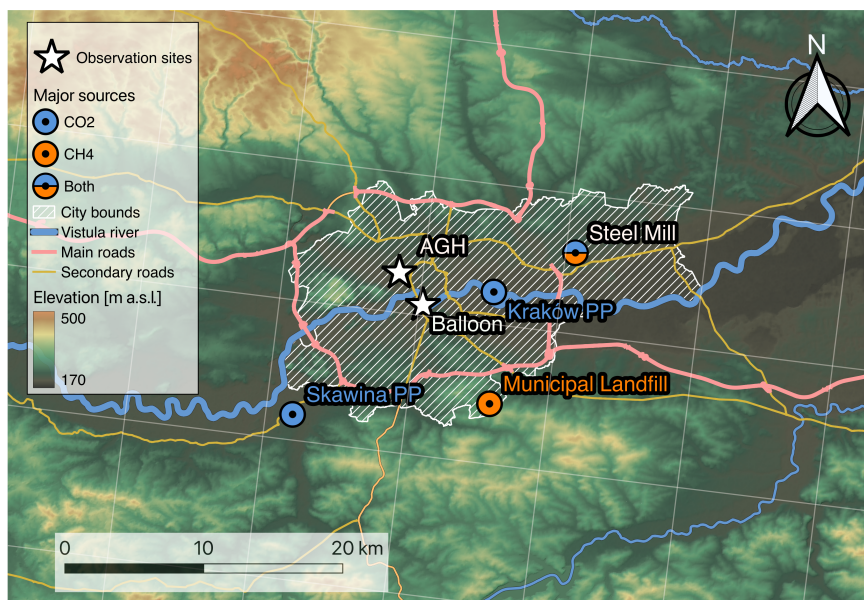 Observation sites
Major sources
CO2
CH4
Both
City bounds
Vistula river
Main roads
Secondary roads
Elevation [m a.s.l.]
500
170
N
AGH
Steel Mill
Kraków PP
Balloon
Skawina PP
Municipal Landfill
0 10 20 km